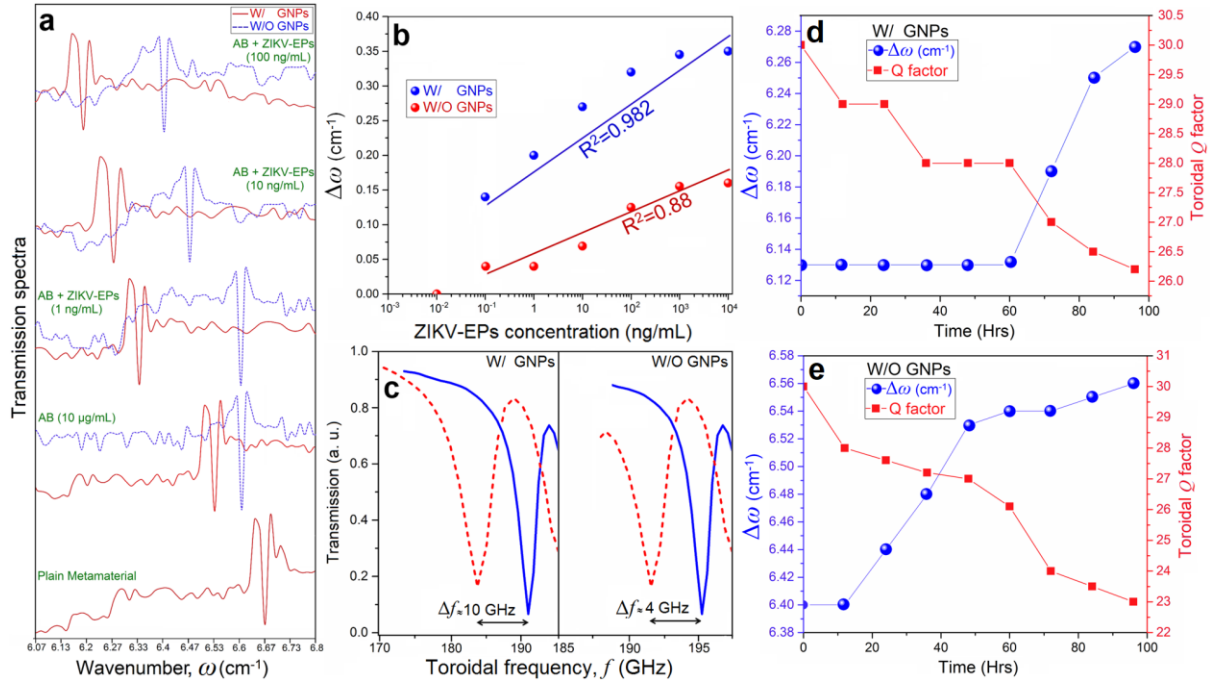 a
W/ GNPs
W/O GNPs
AB + ZIKV-EPs
(100 ng/mL)
AB + ZIKV-EPs
(10 ng/mL)
AB + ZIKV-EPs
(1 ng/mL)
AB (10 µg/mL)
Plain Metamaterial
Transmission spectra
6.07 6.13 6.2 6.27 6.33 6.4 6.47 6.53 6.6 6.67 6.73 6.8
Wavenumber, ω (cm⁻¹)
b
W/ GNPs
W/O GNPs
R²=0.982
R²=0.88
Δω (cm⁻¹)
0.40
0.35
0.30
0.25
0.20
0.15
0.10
0.05
0.00
10⁻³ 10⁻² 10⁻¹ 1 10 10² 10³ 10⁴
ZIKV-EPs concentration (ng/mL)
c
W/ GNPs
W/O GNPs
Δf≈10 GHz
Δf≈4 GHz
Transmission (a. u.)
1.0
0.8
0.6
0.4
0.2
0.0
170 180 190 185 190 195
Toroidal frequency, f (GHz)
d
W/ GNPs
Δω (cm⁻¹)
Q factor
Δω (cm⁻¹)
6.28
6.26
6.24
6.22
6.20
6.18
6.16
6.14
6.12
30.5
30.0
29.5
29.0
28.5
28.0
27.5
27.0
26.5
26.0
Toroidal Q factor
0 20 40 60 80 100
Time (Hrs)
e
W/O GNPs
Δω (cm⁻¹)
Q factor
Δω (cm⁻¹)
6.58
6.56
6.54
6.52
6.50
6.48
6.46
6.44
6.42
6.40
6.38
31
30
29
28
27
26
25
24
23
22
Toroidal Q factor
0 20 40 60 80 100
Time (Hrs)